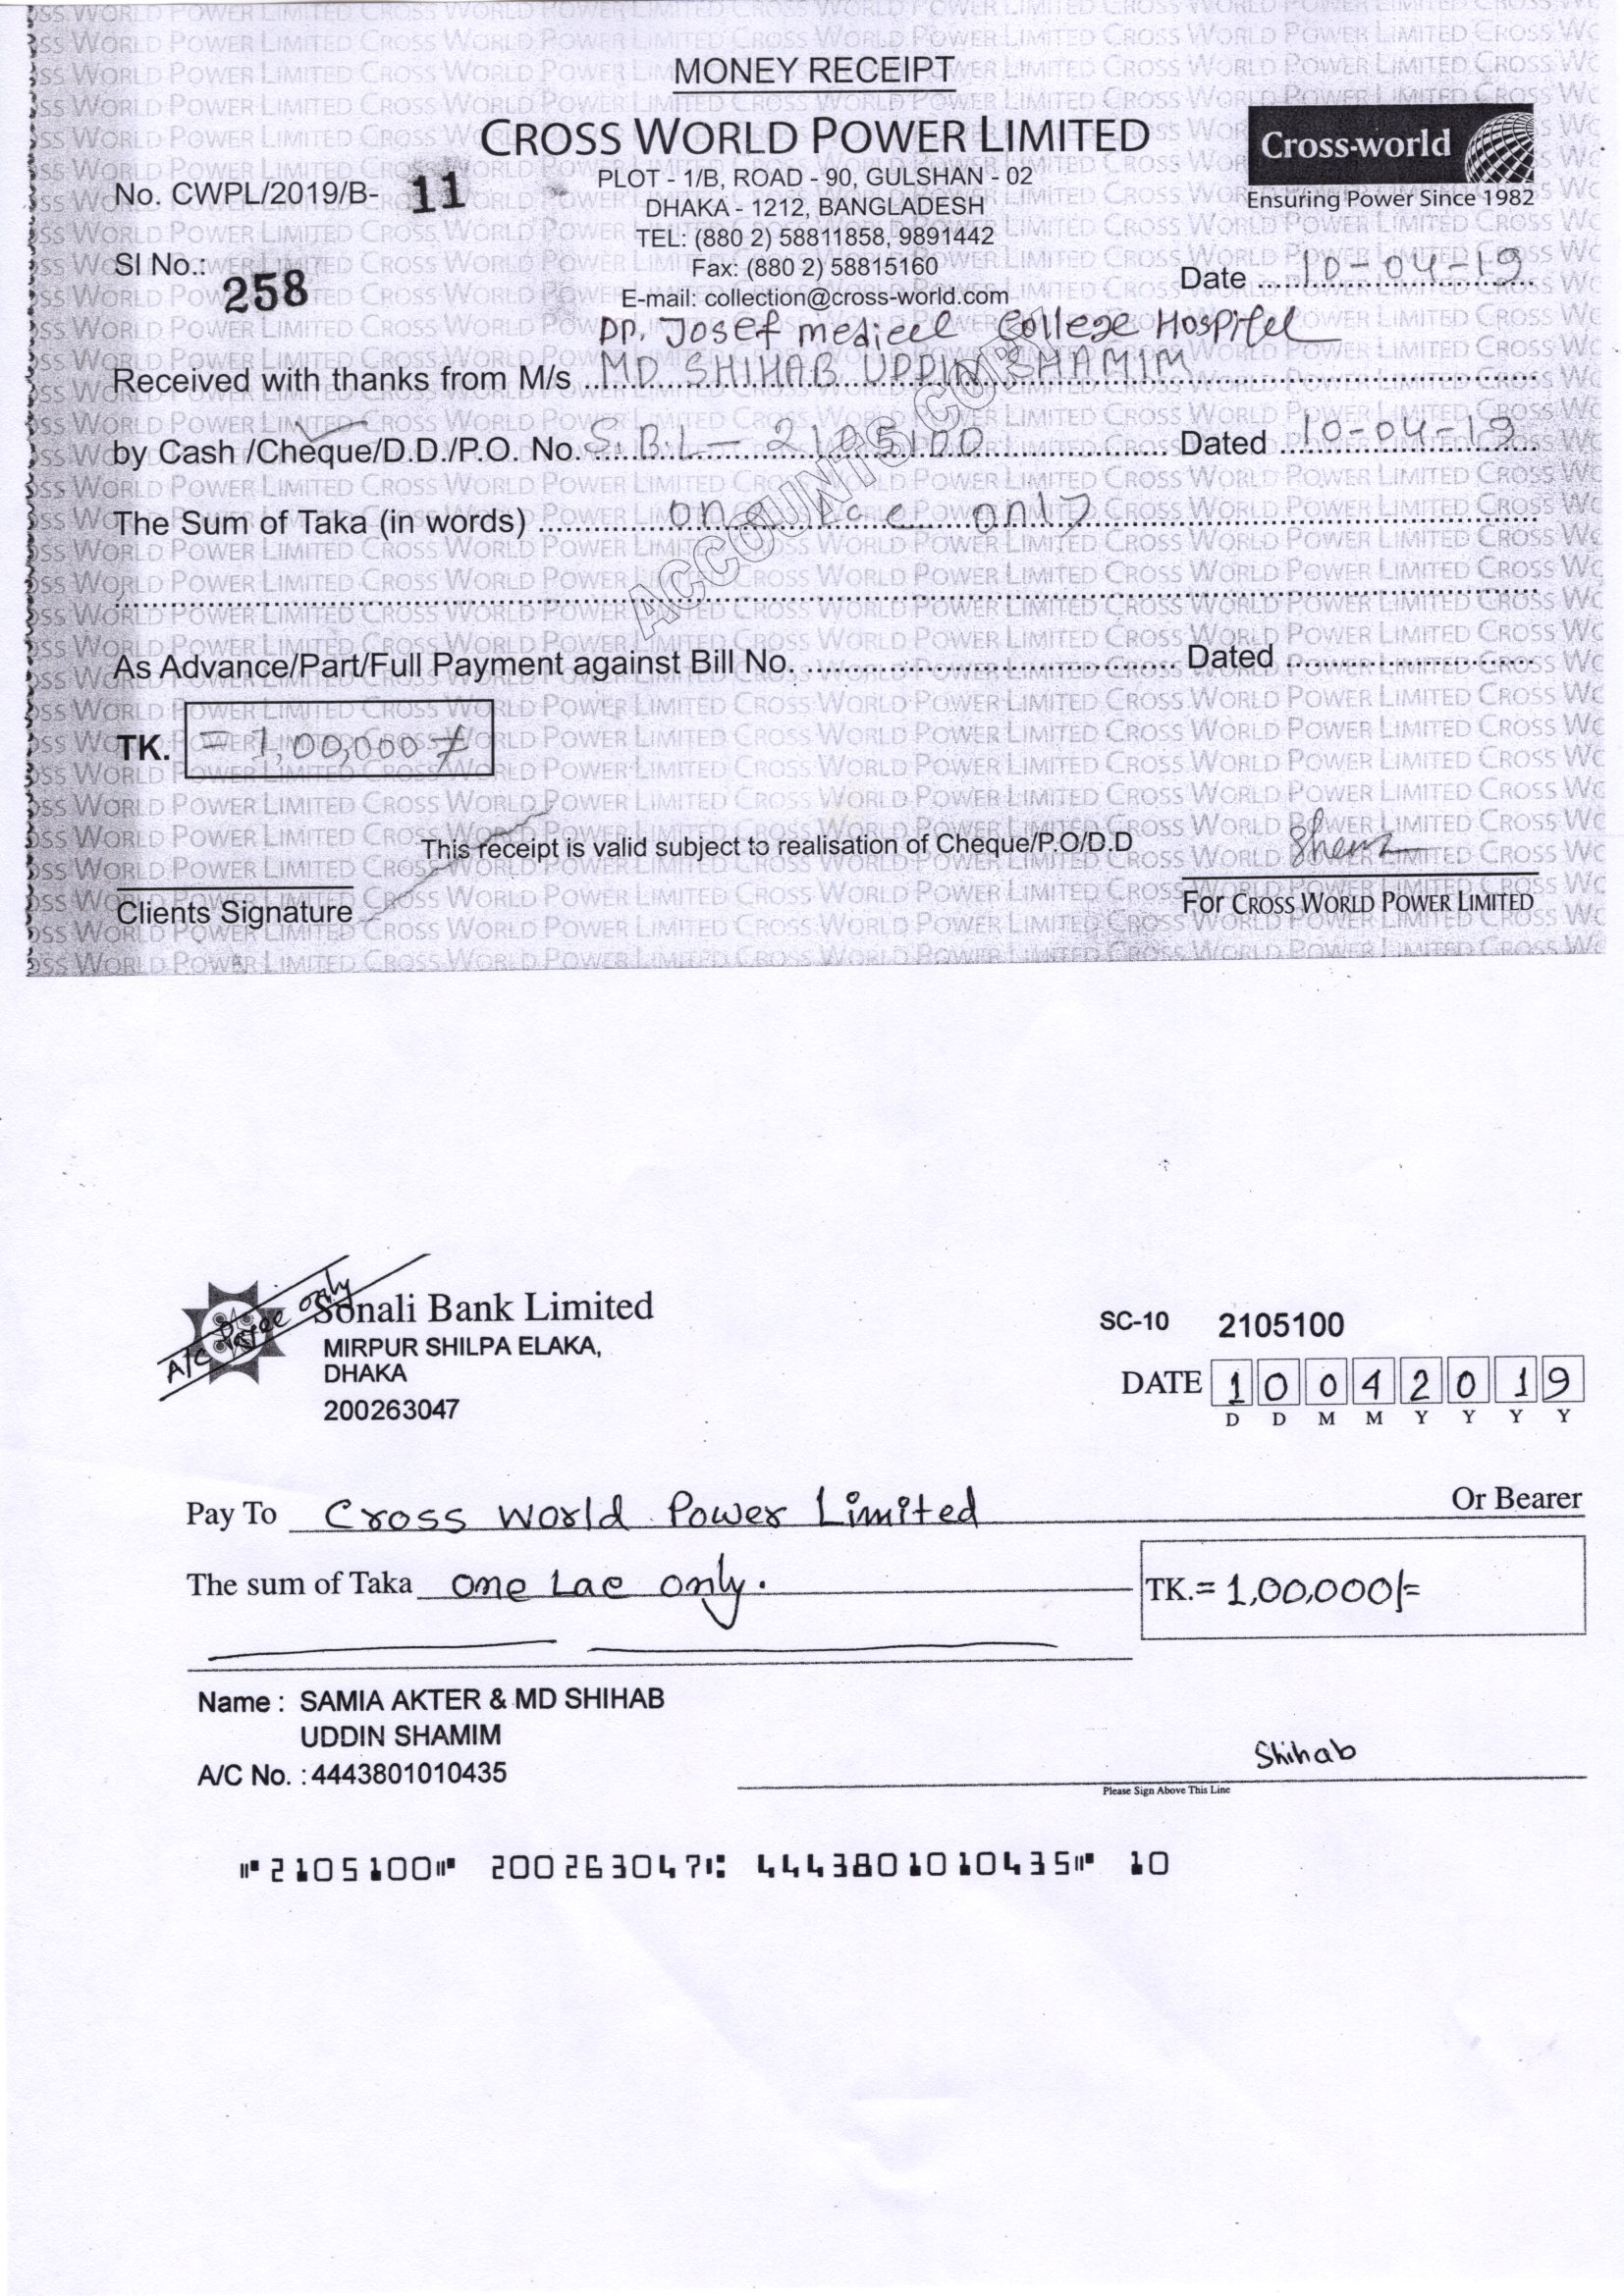 MONEY RECEIPT
CROSS WORLD POWER LIMITED
Cross-world
Ensuring Power Since 1982
No. CWPL/2019/B- 11
PLOT - 1/B, ROAD - 90, GULSHAN - 02
DHAKA - 1212, BANGLADESH
TEL: (880 2) 58811858, 9891442
Sl No.: 258
Fax: (880 2) 58815160
Date 10-04-19
E-mail: collection@cross-world.com
Dr. Josef medicel College Hospitel
Received with thanks from M/s MD SHIHAB UDDIN SHAMIM
by Cash /Cheque/D.D./P.O. No. S.B.L - 2105100 Dated 10-04-19
The Sum of Taka (in words) one Lac only
ACCOUNTS COPY
As Advance/Part/Full Payment against Bill No. Dated
TK. = 1,00,000/=
This receipt is valid subject to realisation of Cheque/P.O/D.D
Clients Signature
For CROSS WORLD POWER LIMITED
A/C Payee only
Sonali Bank Limited
MIRPUR SHILPA ELAKA,
DHAKA
200263047
SC-10 2105100
DATE 1 0 0 4 2 0 1 9
D D M M Y Y Y Y
Pay To Cross World Power Limited Or Bearer
The sum of Taka one Lac only. TK.= 1,00,000/=
Name : SAMIA AKTER & MD SHIHAB
UDDIN SHAMIM
A/C No. : 4443801010435
Shihab
Please Sign Above This Line
⑈2105100⑈ 200263047⑆ 4443801010435⑈ 10